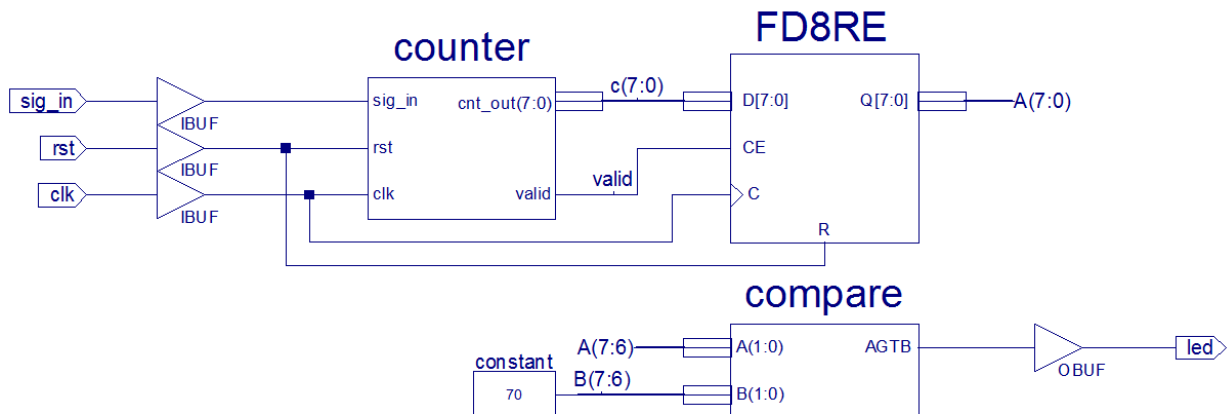 FD8RE
counter
sig_in
IBUF
sig_in
cnt_out(7:0)
c(7:0)
D[7:0]
Q[7:0]
A(7:0)
rst
IBUF
rst
CE
clk
IBUF
clk
valid
valid
C
R
compare
A(7:6)
A(1:0)
AGTB
OBUF
led
constant
70
B(7:6)
B(1:0)